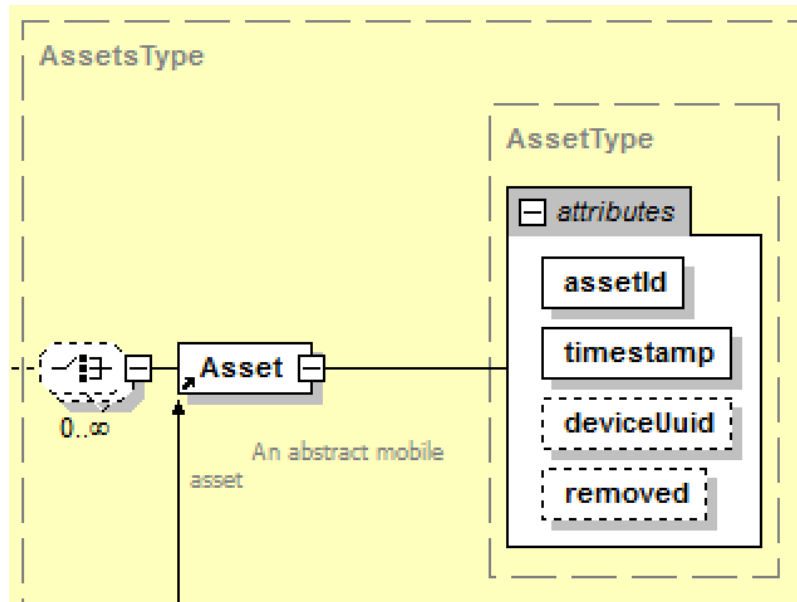 AssetsType
AssetType
attributes
assetId
timestamp
deviceUuid
removed
Asset
0..∞
An abstract mobile
asset